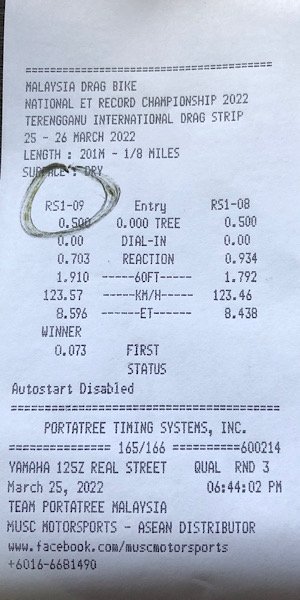 MALAYSIA DRAG BIKE
NATIONAL ET RECORD CHAMPIONSHIP 2022
TERENGGANU INTERNATIONAL DRAG STRIP
25 - 26 MARCH 2022
LENGTH : 201M - 1/8 MILES
SURFACE : DRY
RS1-09 Entry RS1-08
0.500 0.000 TREE 0.500
0.00 DIAL-IN 0.00
0.703 REACTION 0.934
1.910 ------60FT----- 1.792
123.57 ------KM/H----- 123.46
8.596 ------ET------ 8.438
WINNER
0.073 FIRST
STATUS
Autostart Disabled
PORTATREE TIMING SYSTEMS, INC.
=============== 165/166 ==========600214
YAMAHA 125Z REAL STREET QUAL RND 3
March 25, 2022 06:44:02 PM
TEAM PORTATREE MALAYSIA
MUSC MOTORSPORTS - ASEAN DISTRIBUTOR
www.facebook.com/muscmotorsports
+6016-6681490